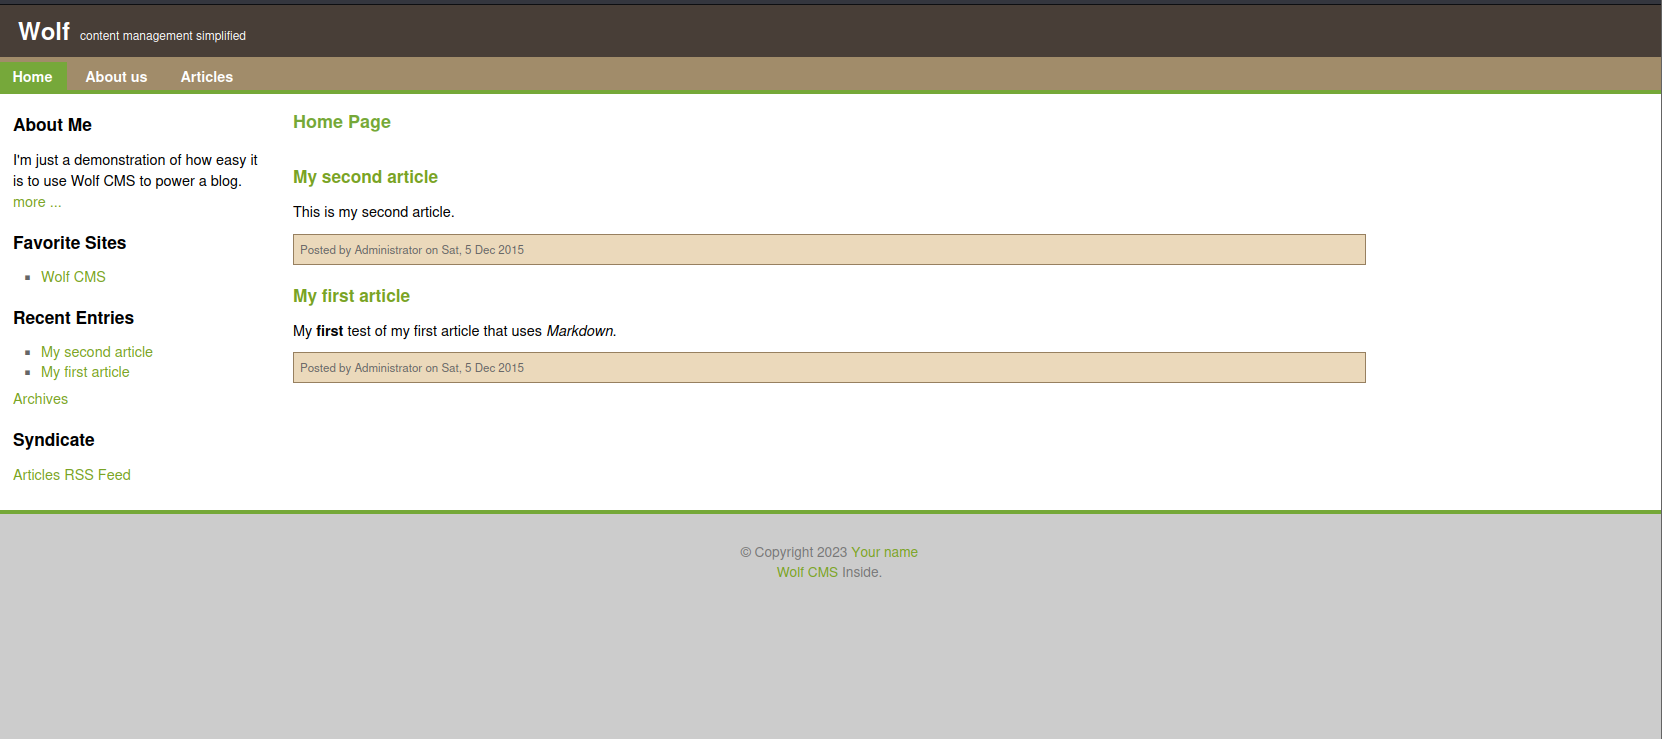 Wolf content management simplified
Home About us Articles
About Me
I'm just a demonstration of how easy it
is to use Wolf CMS to power a blog.
more ...
Favorite Sites
Wolf CMS
Recent Entries
My second article
My first article
Archives
Syndicate
Articles RSS Feed
Home Page
My second article
This is my second article.
Posted by Administrator on Sat, 5 Dec 2015
My first article
My first test of my first article that uses Markdown.
Posted by Administrator on Sat, 5 Dec 2015
© Copyright 2023 Your name
Wolf CMS Inside.